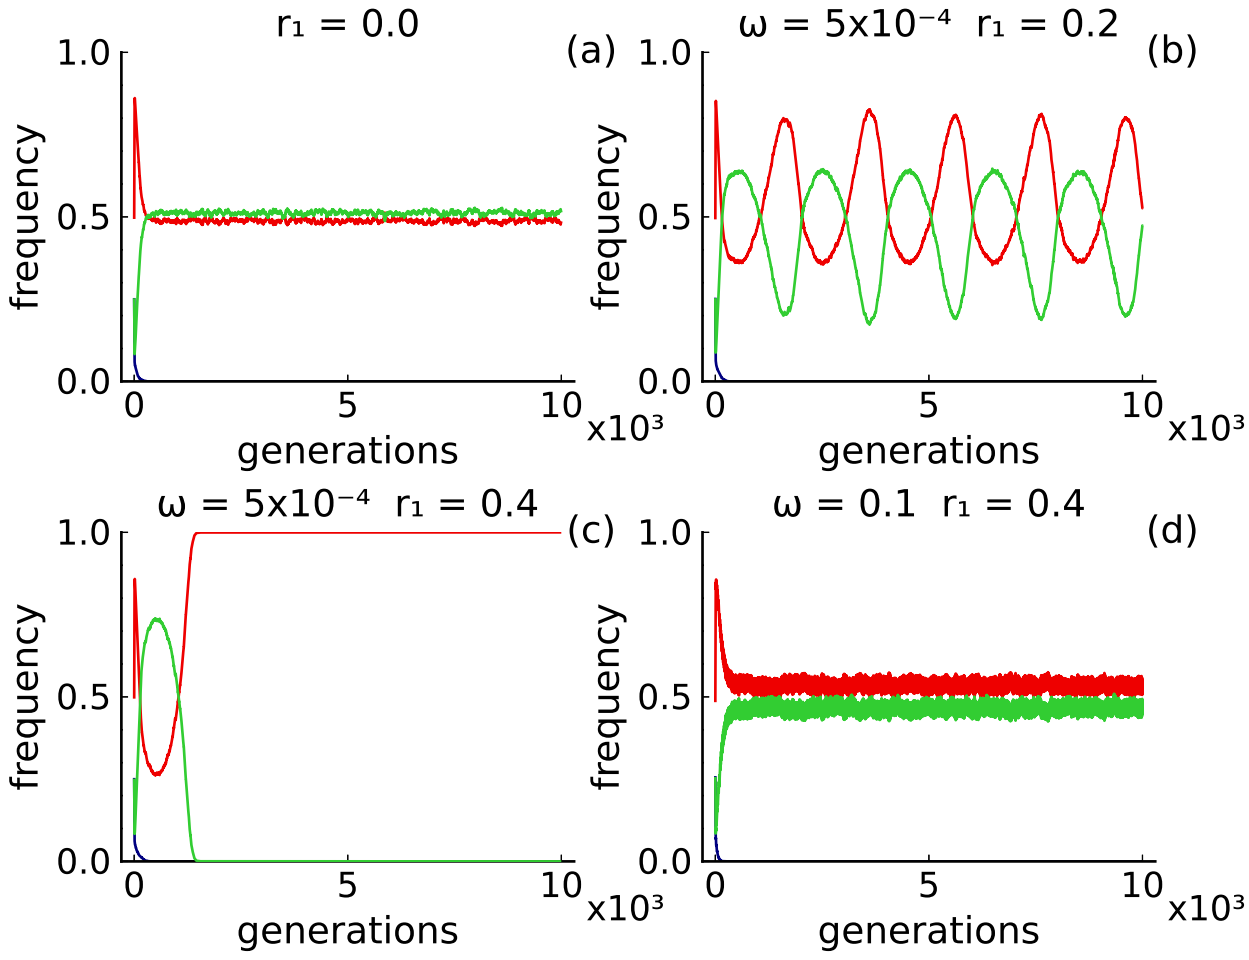 r₁ = 0.0
(a)
1.0
0.5
0.0
frequency
0
5
10
x10³
generations
ω = 5x10⁻⁴ r₁ = 0.2
(b)
1.0
0.5
0.0
frequency
0
5
10
x10³
generations
ω = 5x10⁻⁴ r₁ = 0.4
(c)
1.0
0.5
0.0
frequency
0
5
10
x10³
generations
ω = 0.1 r₁ = 0.4
(d)
1.0
0.5
0.0
frequency
0
5
10
x10³
generations